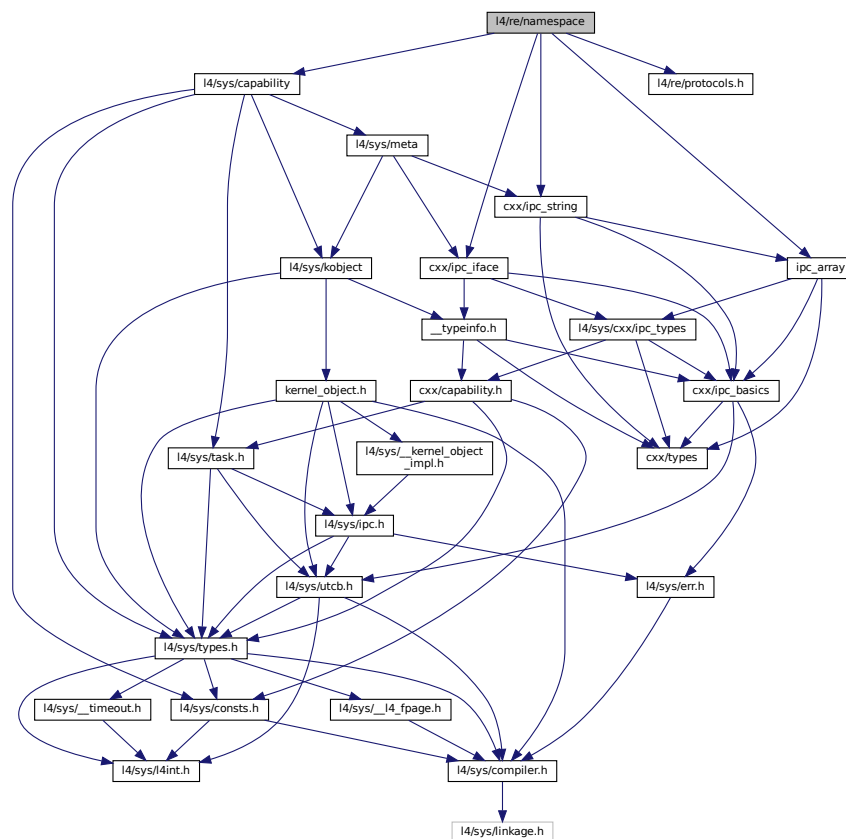 l4/re/namespace
l4/sys/capability
l4/re/protocols.h
l4/sys/meta
cxx/ipc_string
l4/sys/kobject
cxx/ipc_iface
ipc_array
__typeinfo.h
l4/sys/cxx/ipc_types
kernel_object.h
cxx/capability.h
cxx/ipc_basics
l4/sys/task.h
l4/sys/__kernel_object
_impl.h
cxx/types
l4/sys/ipc.h
l4/sys/utcb.h
l4/sys/err.h
l4/sys/types.h
l4/sys/__timeout.h
l4/sys/consts.h
l4/sys/__l4_fpage.h
l4/sys/l4int.h
l4/sys/compiler.h
l4/sys/linkage.h